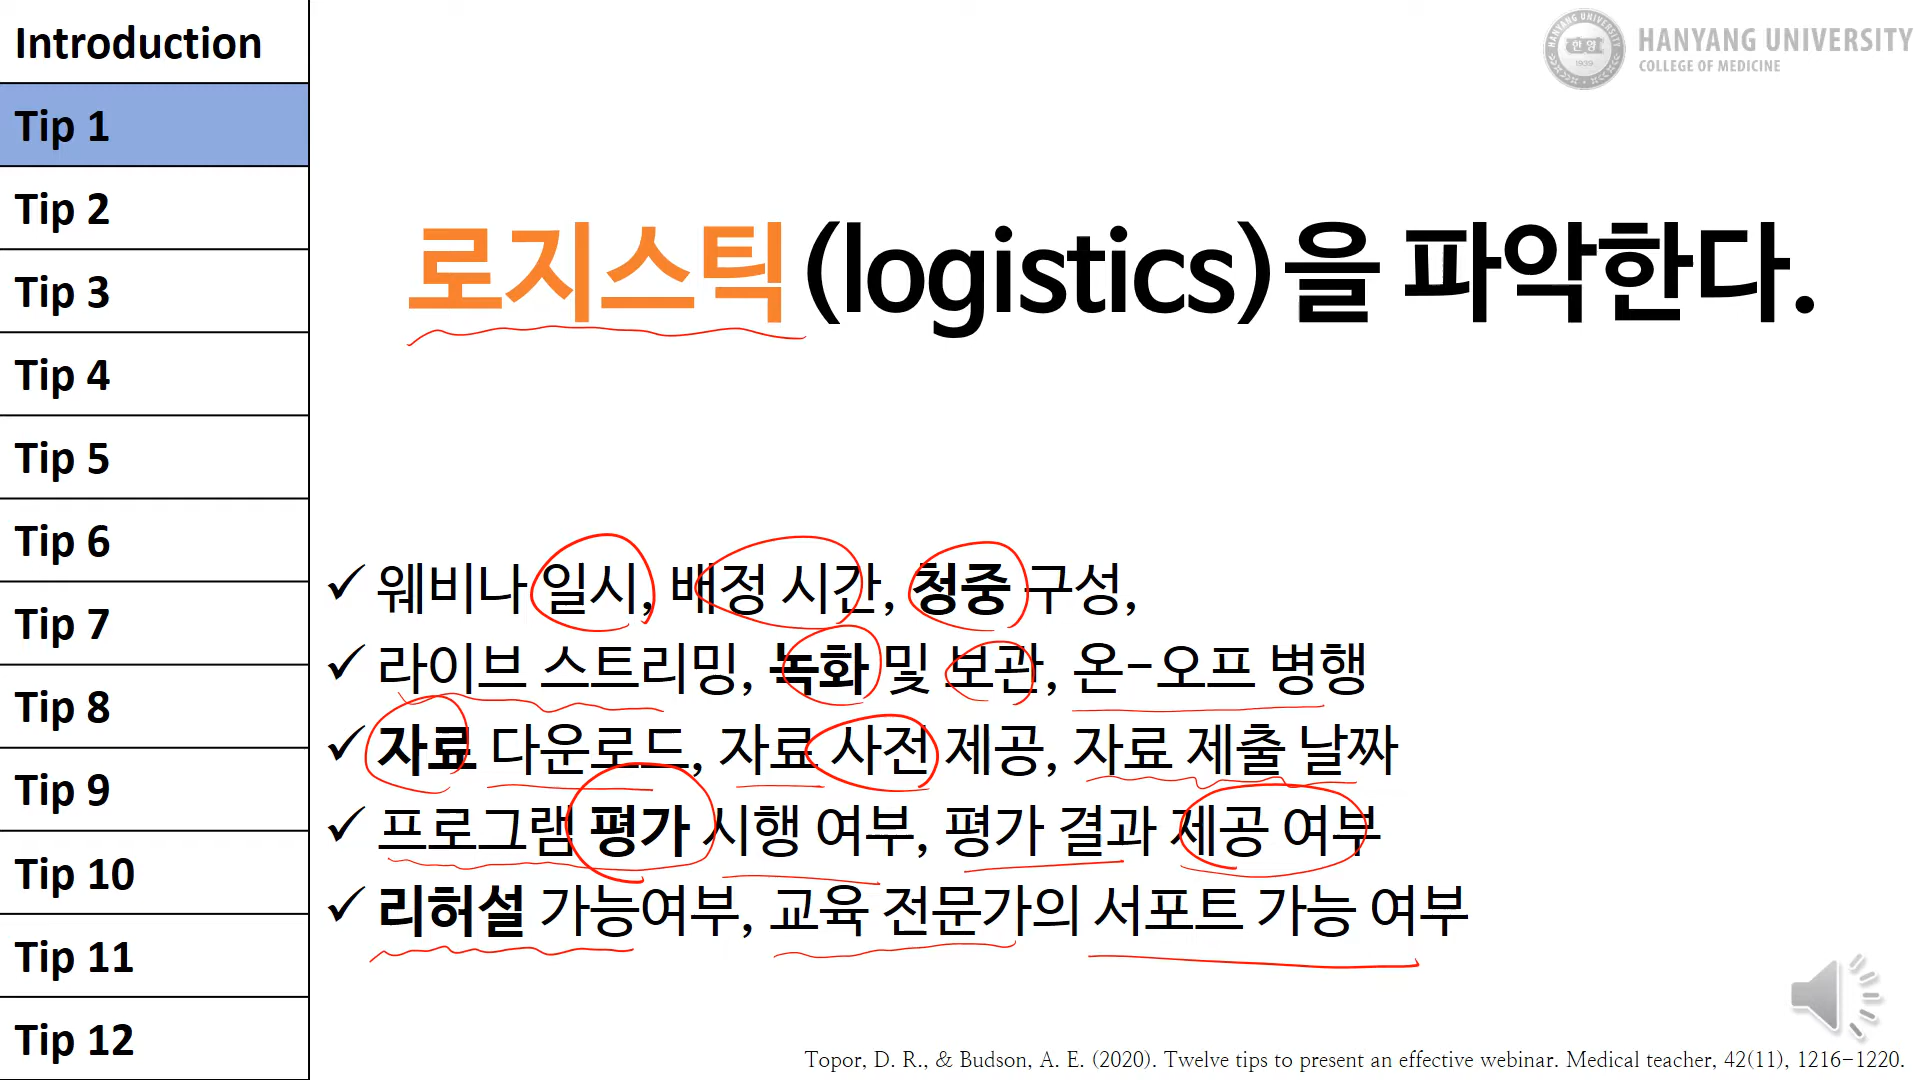 Introduction
Tip 1
Tip 2
Tip 3
Tip 4
Tip 5
Tip 6
Tip 7
Tip 8
Tip 9
Tip 10
Tip 11
Tip 12
HANYANG UNIVERSITY
COLLEGE OF MEDICINE
HANYANG UNIVERSITY
한양
1939
로지스틱(logistics)을 파악한다.
✓ 웨비나 일시, 배정 시간, 청중 구성,
✓ 라이브 스트리밍, 녹화 및 보관, 온-오프 병행
✓ 자료 다운로드, 자료 사전 제공, 자료 제출 날짜
✓ 프로그램 평가 시행 여부, 평가 결과 제공 여부
✓ 리허설 가능여부, 교육 전문가의 서포트 가능 여부
Topor, D. R., & Budson, A. E. (2020). Twelve tips to present an effective webinar. Medical teacher, 42(11), 1216-1220.